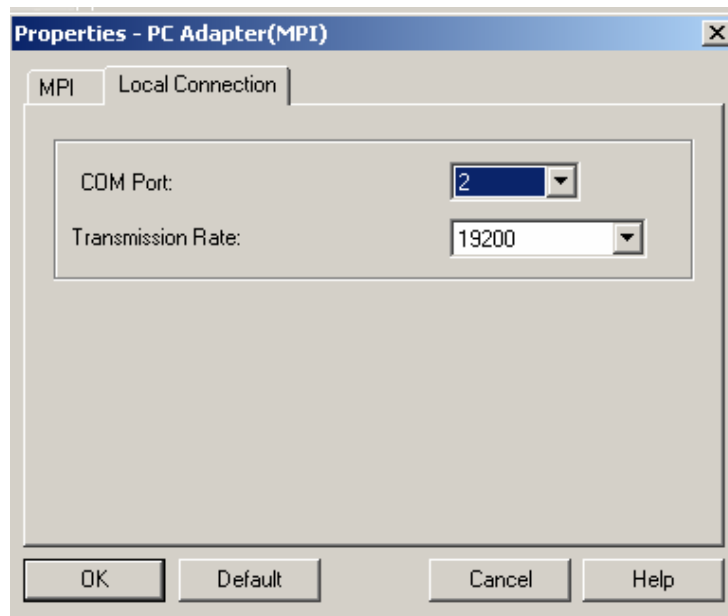 Properties - PC Adapter(MPI)
MPI Local Connection
COM Port: 2
Transmission Rate: 19200
OK Default Cancel Help